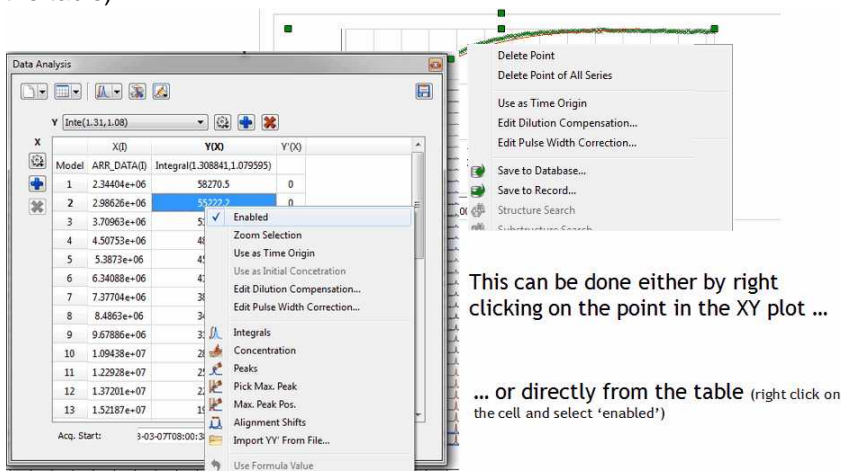 Data Analysis
Y Inte(1.31,1.08)
X
X(I) Y(X) Y'(X)
Model ARR_DATA(I) Integral(1.308841,1.079595)
1 2.34404e+06 58270.5 0
2 2.98626e+06 55222.2 0
3 3.70963e+06
4 4.50753e+06
5 5.3873e+06
6 6.34088e+06
7 7.37704e+06
8 8.4863e+06
9 9.67886e+06
10 1.09438e+07
11 1.22928e+07
12 1.37201e+07
13 1.52187e+07
Acq. Start:
Enabled
Zoom Selection
Use as Time Origin
Use as Initial Concetration
Edit Dilution Compensation...
Edit Pulse Width Correction...
Integrals
Concentration
Peaks
Pick Max. Peak
Max. Peak Pos.
Alignment Shifts
Import YY' From File...
Use Formula Value
Delete Point
Delete Point of All Series
Use as Time Origin
Edit Dilution Compensation...
Edit Pulse Width Correction...
Save to Database...
Save to Record...
Structure Search
This can be done either by right
clicking on the point in the XY plot ...
... or directly from the table (right click on
the cell and select ‘enabled’)